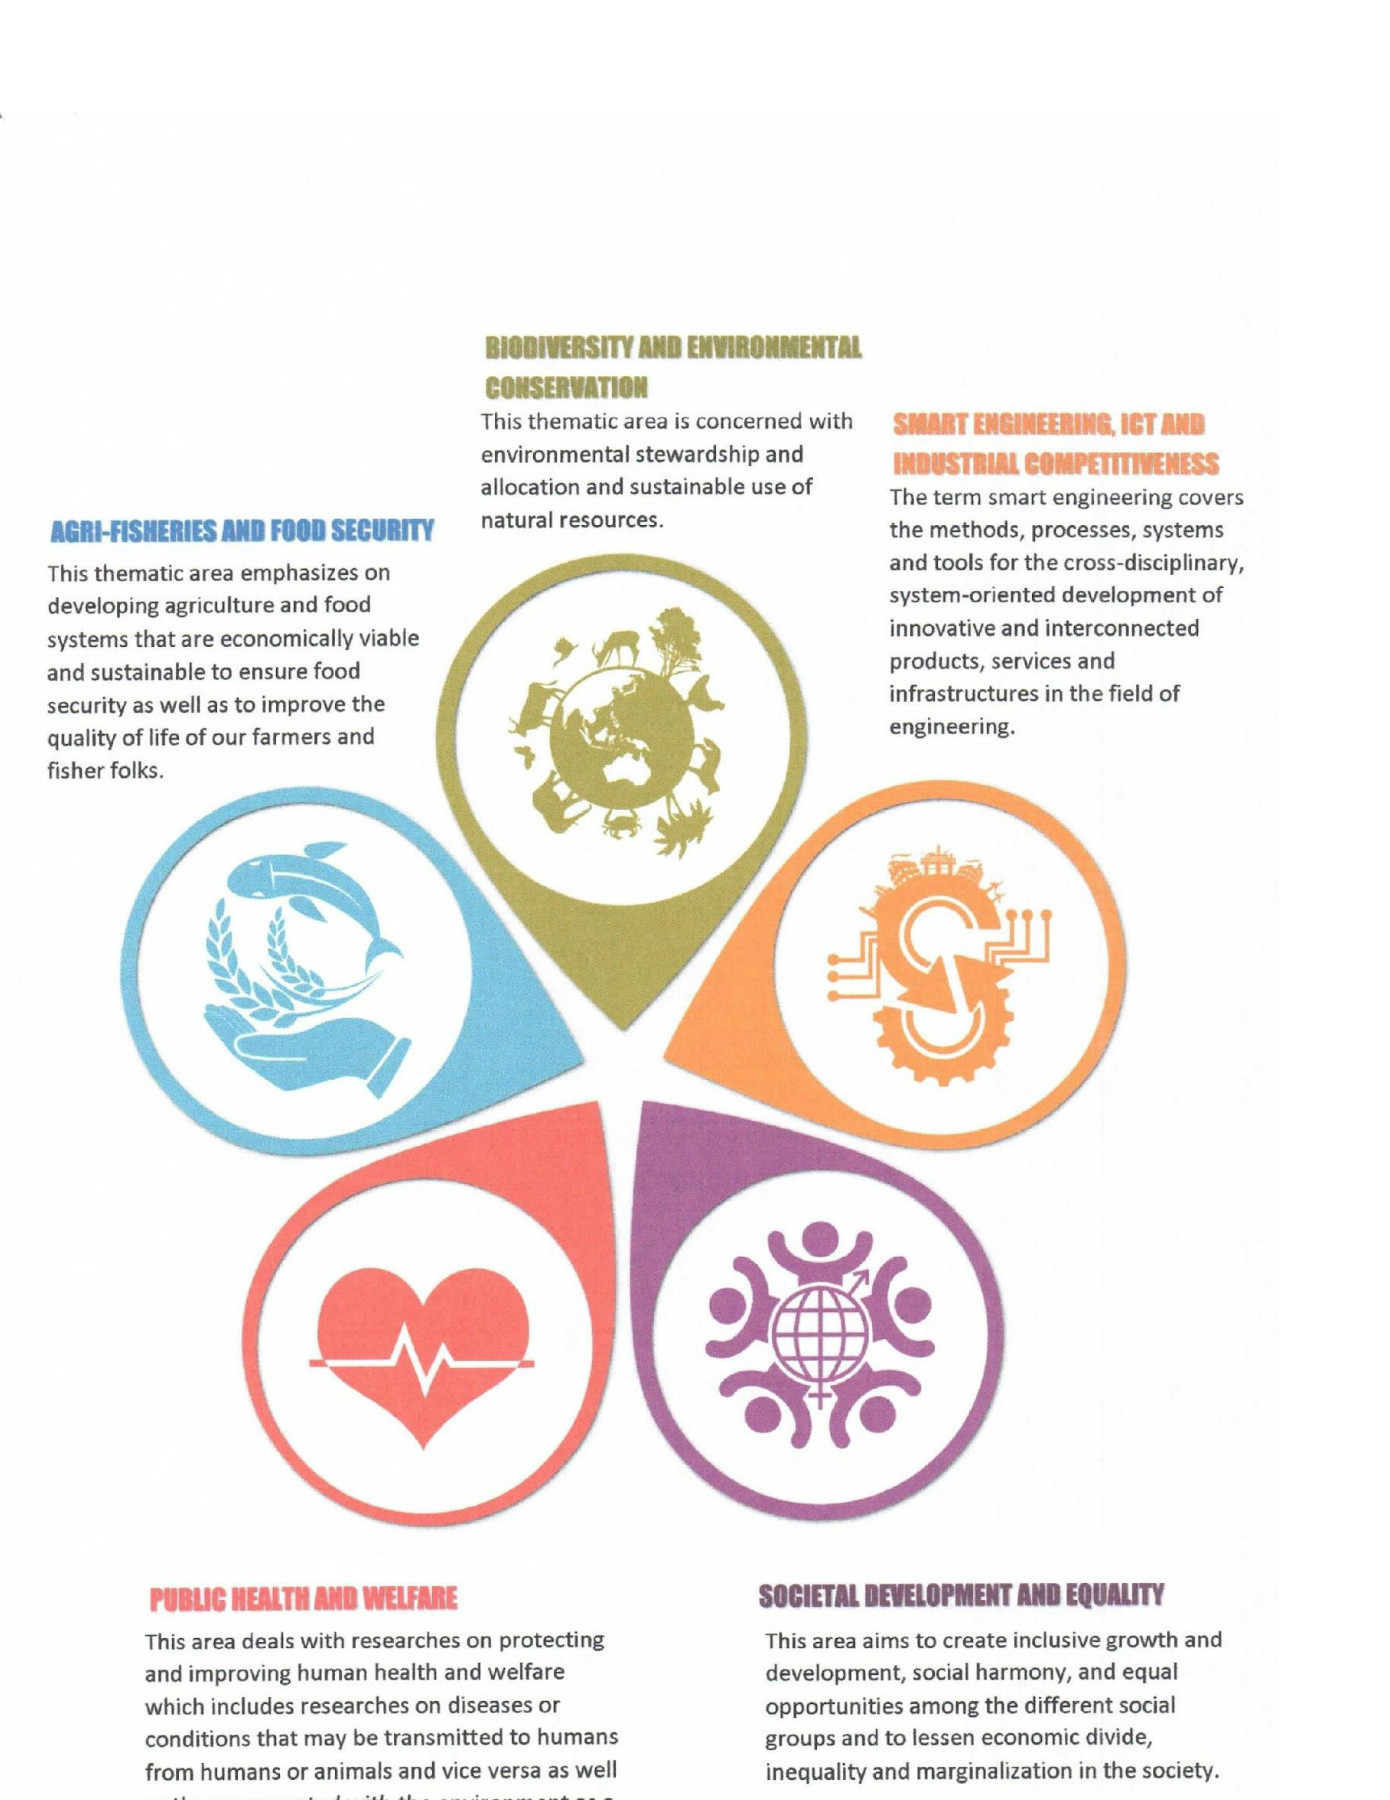 BIODIVERSITY AND ENVIRONMENTAL
CONSERVATION
This thematic area is concerned with
environmental stewardship and
allocation and sustainable use of
natural resources.
SMART ENGINEERING, ICT AND
INDUSTRIAL COMPETITIVENESS
The term smart engineering covers
the methods, processes, systems
and tools for the cross-disciplinary,
system-oriented development of
innovative and interconnected
products, services and
infrastructures in the field of
engineering.
AGRI-FISHERIES AND FOOD SECURITY
This thematic area emphasizes on
developing agriculture and food
systems that are economically viable
and sustainable to ensure food
security as well as to improve the
quality of life of our farmers and
fisher folks.
PUBLIC HEALTH AND WELFARE
This area deals with researches on protecting
and improving human health and welfare
which includes researches on diseases or
conditions that may be transmitted to humans
from humans or animals and vice versa as well
SOCIETAL DEVELOPMENT AND EQUALITY
This area aims to create inclusive growth and
development, social harmony, and equal
opportunities among the different social
groups and to lessen economic divide,
inequality and marginalization in the society.